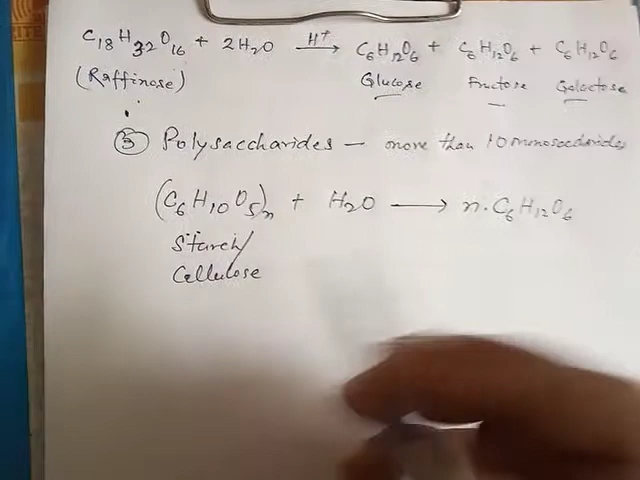 C18H32O16 + 2H2O —H+→ C6H12O6 + C6H12O6 + C6H12O6
(Raffinose) Glucose Fructose Galactose
③ Polysaccharides — more than 10 monosaccharides
(C6H10O5)n + H2O → n.C6H12O6
Starch/
Cellulose